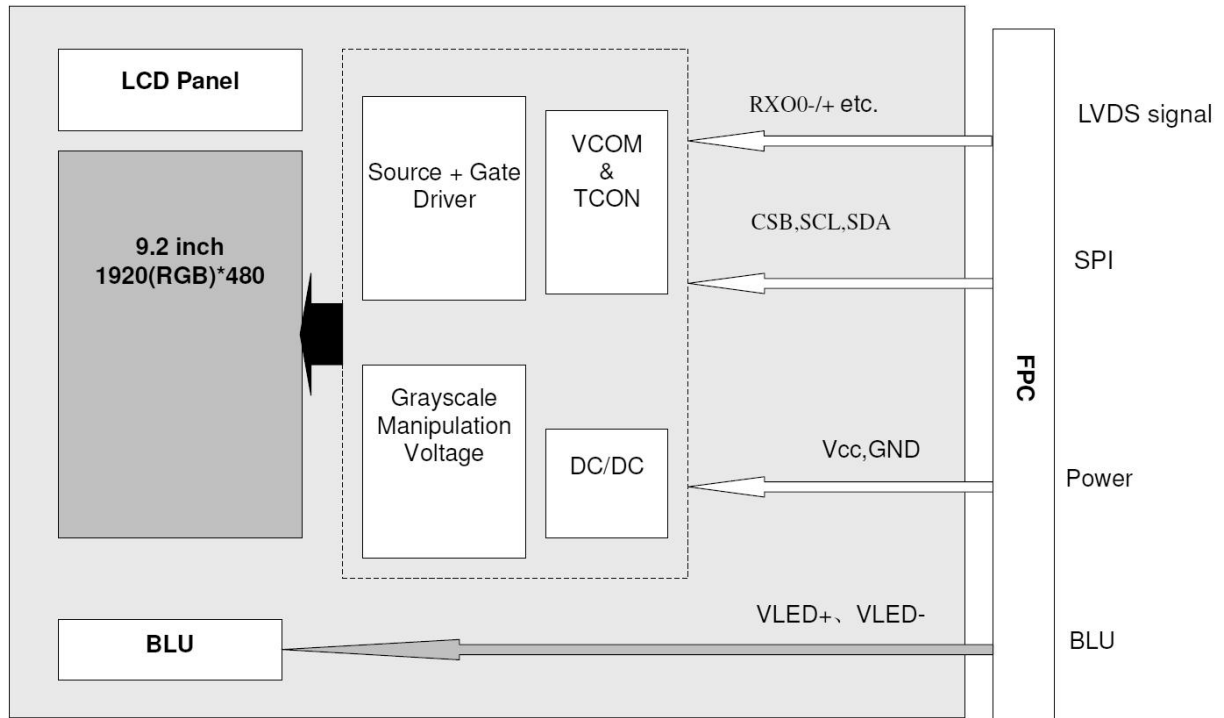 LCD Panel
9.2 inch
1920(RGB)*480
Source + Gate
Driver
VCOM
&
TCON
Grayscale
Manipulation
Voltage
DC/DC
BLU
RXO0-/+ etc.
CSB,SCL,SDA
Vcc,GND
VLED+、VLED-
FPC
LVDS signal
SPI
Power
BLU